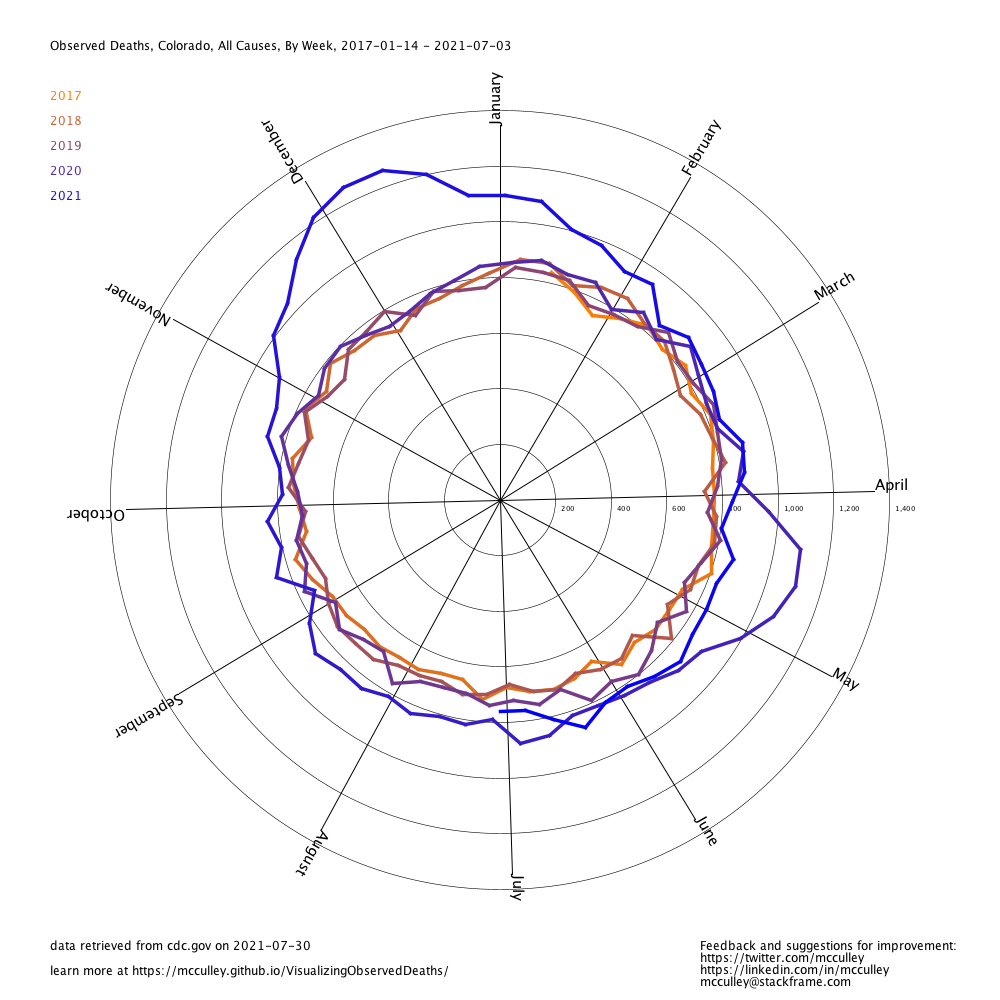 Observed Deaths, Colorado, All Causes, By Week, 2017-01-14 - 2021-07-03
2017
2018
2019
2020
2021
January
February
March
April
May
June
July
August
September
October
November
December
200
400
600
800
1,000
1,200
1,400
data retrieved from cdc.gov on 2021-07-30
learn more at https://mcculley.github.io/VisualizingObservedDeaths/
Feedback and suggestions for improvement:
https://twitter.com/mcculley
https://linkedin.com/in/mcculley
mcculley@stackframe.com